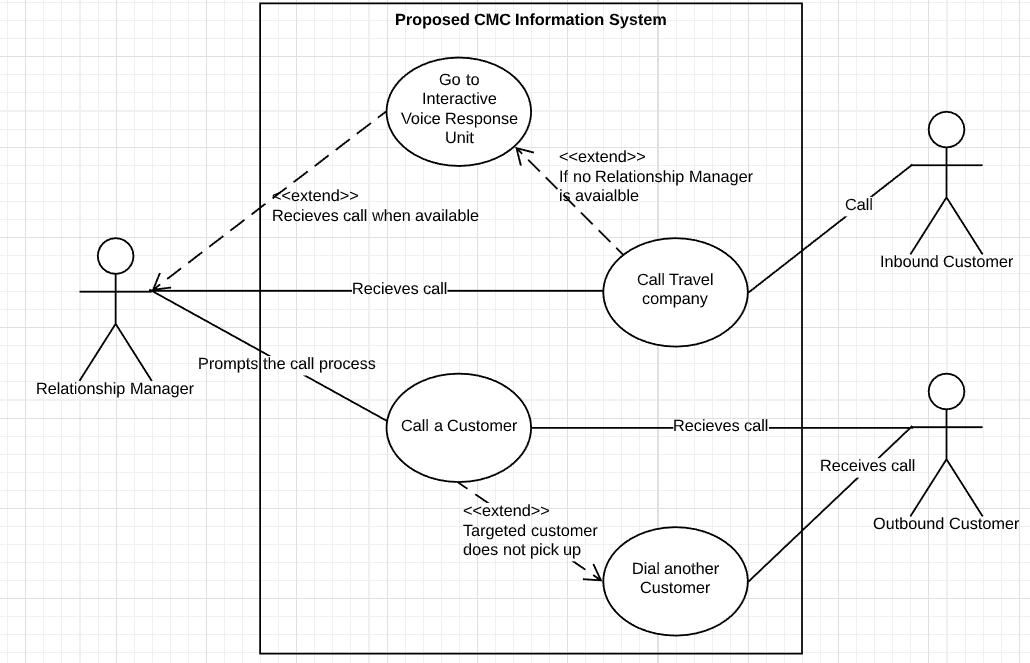 Proposed CMC Information System
Go to
Interactive
Voice Response
Unit
<<extend>>
If no Relationship Manager
is avaialble
<<extend>>
Recieves call when available
Call
Inbound Customer
Call Travel
company
Recieves call
Prompts the call process
Relationship Manager
Call a Customer
Recieves call
Receives call
<<extend>>
Targeted customer
does not pick up
Outbound Customer
Dial another
Customer